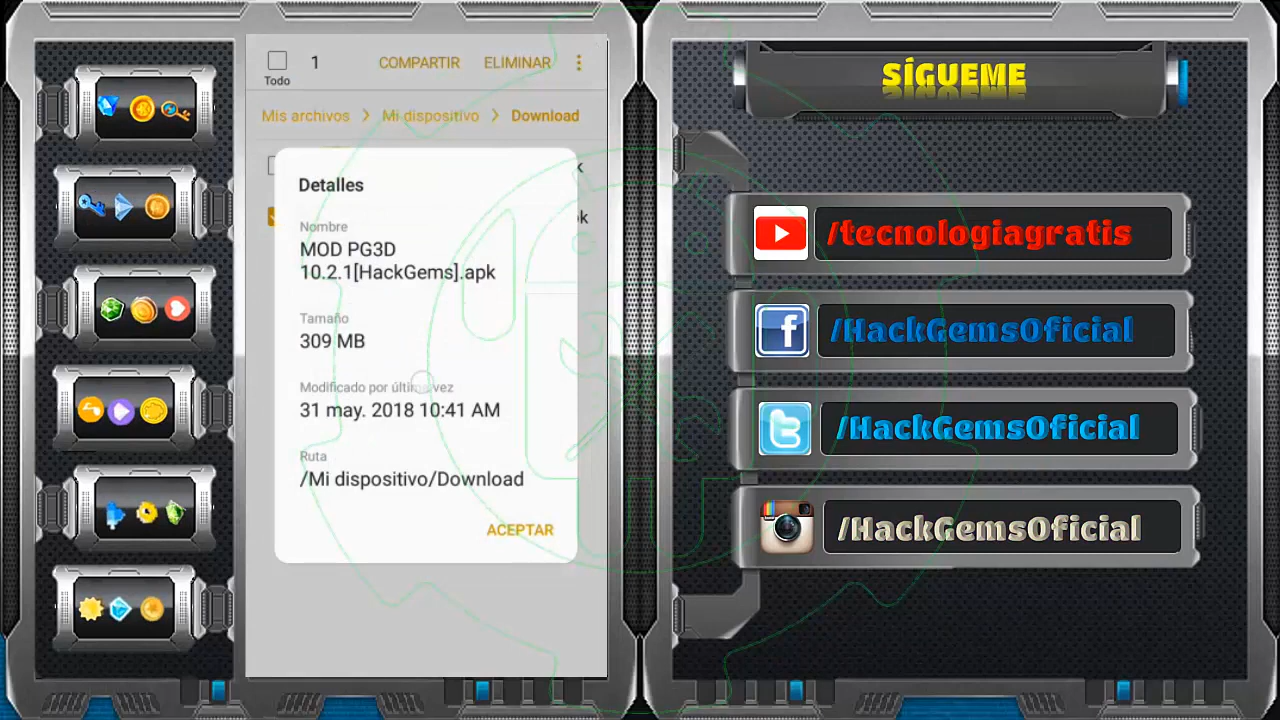 1
COMPARTIR
ELIMINAR
Todo
Mis archivos > Mi dispositivo > Download
k
Detalles
Nombre
MOD PG3D
10.2.1[HackGems].apk
Tamaño
309 MB
Modificado por última vez
31 may. 2018 10:41 AM
Ruta
/Mi dispositivo/Download
ACEPTAR
SÍGUEME
/tecnologiagratis
/HackGemsOficial
/HackGemsOficial
/HackGemsOficial